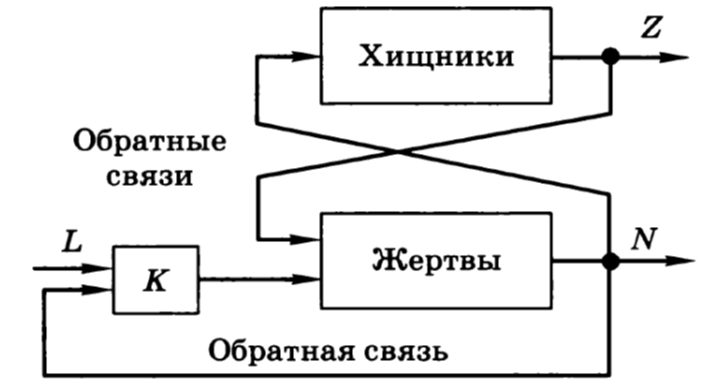 Z
Хищники
Обратные
связи
L
K
Жертвы
N
Обратная связь